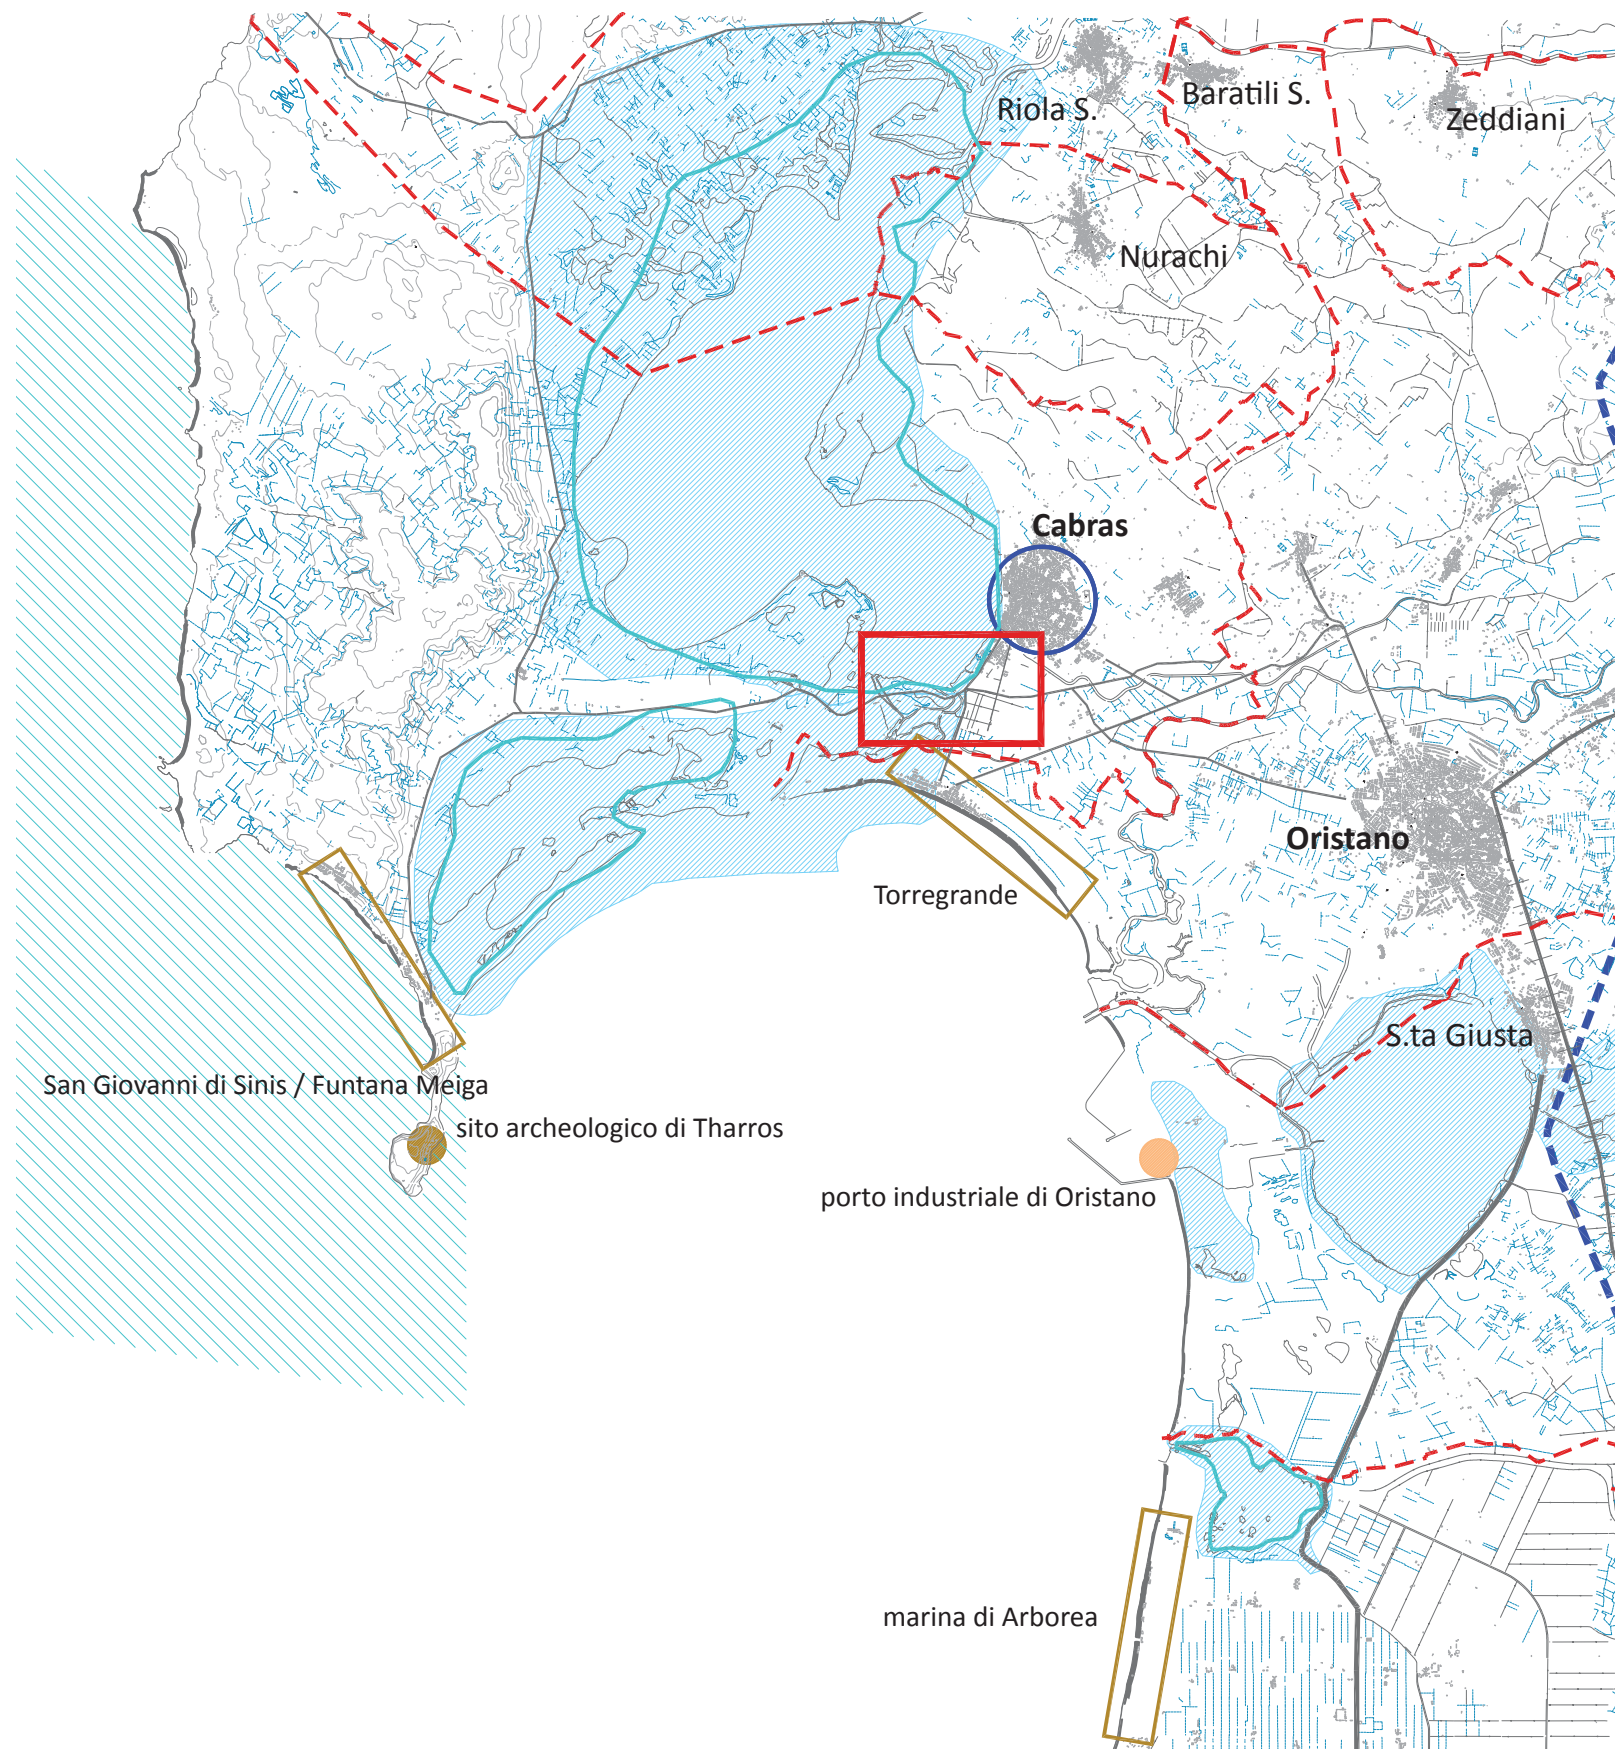 Riola S.
Baratili S.
Zeddiani
Nurachi
Cabras
Oristano
Torregrande
S.ta Giusta
San Giovanni di Sinis / Funtana Meiga
sito archeologico di Tharros
porto industriale di Oristano
marina di Arborea